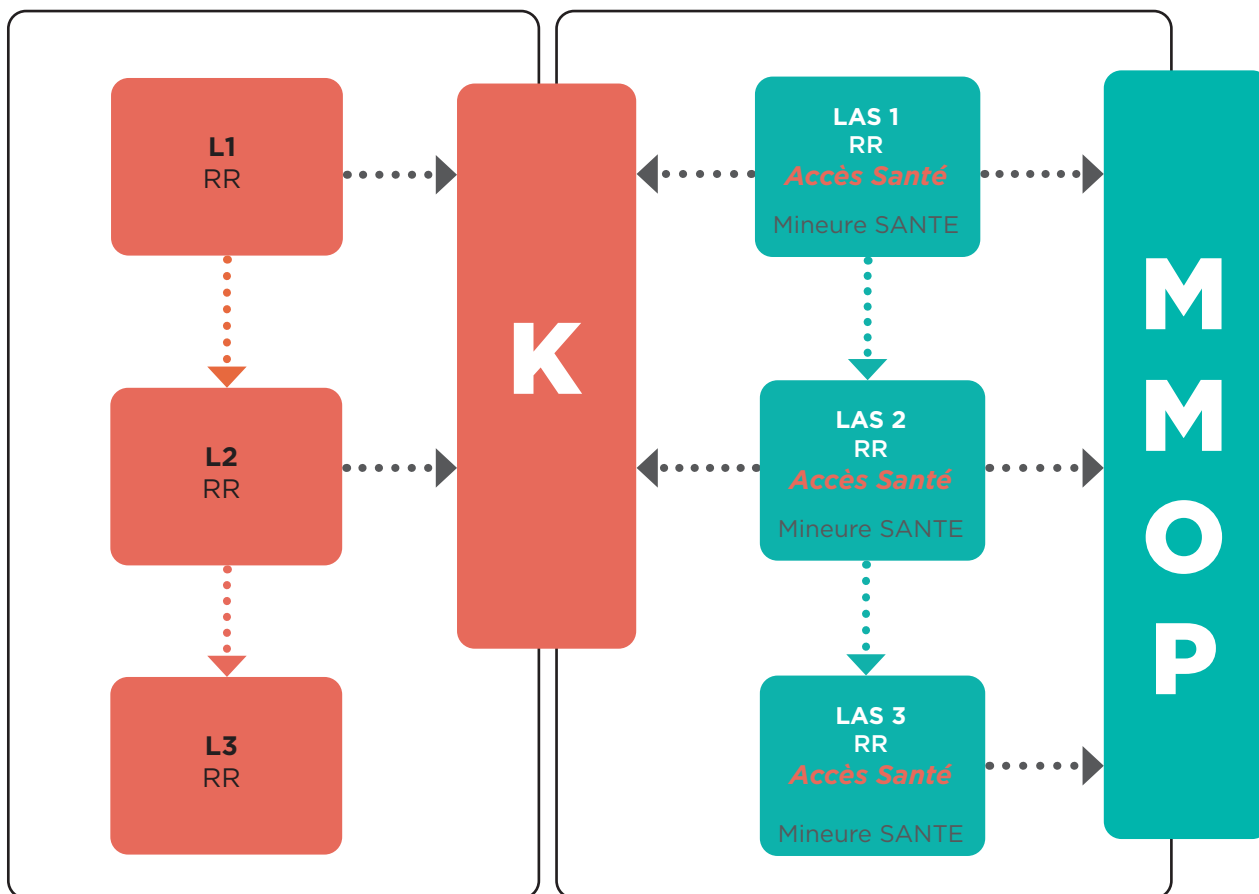 L1
RR
L2
RR
L3
RR
K
LAS 1
RR
Accès Santé
Mineure SANTE
LAS 2
RR
Accès Santé
Mineure SANTE
LAS 3
RR
Accès Santé
Mineure SANTE
M
M
O
P